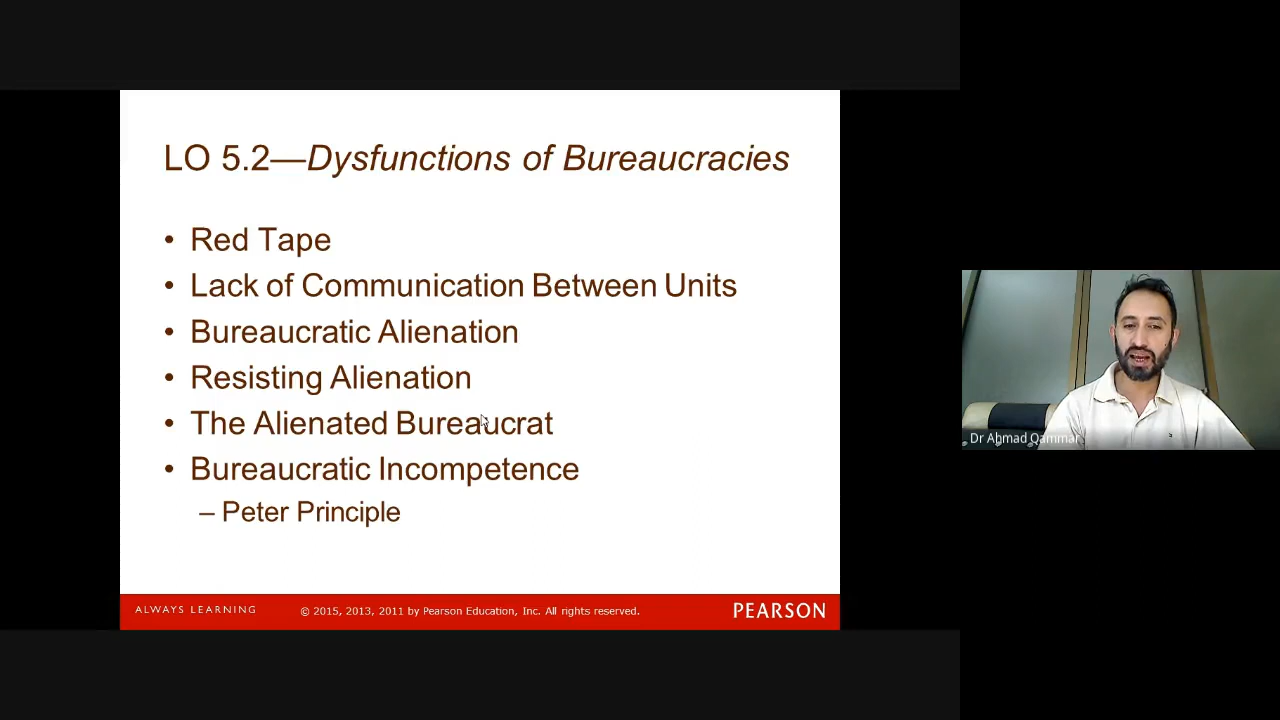 LO 5.2—Dysfunctions of Bureaucracies
• Red Tape
• Lack of Communication Between Units
• Bureaucratic Alienation
• Resisting Alienation
• The Alienated Bureaucrat
• Bureaucratic Incompetence
– Peter Principle
Dr Ahmad Qammar
ALWAYS LEARNING
© 2015, 2013, 2011 by Pearson Education, Inc. All rights reserved.
PEARSON